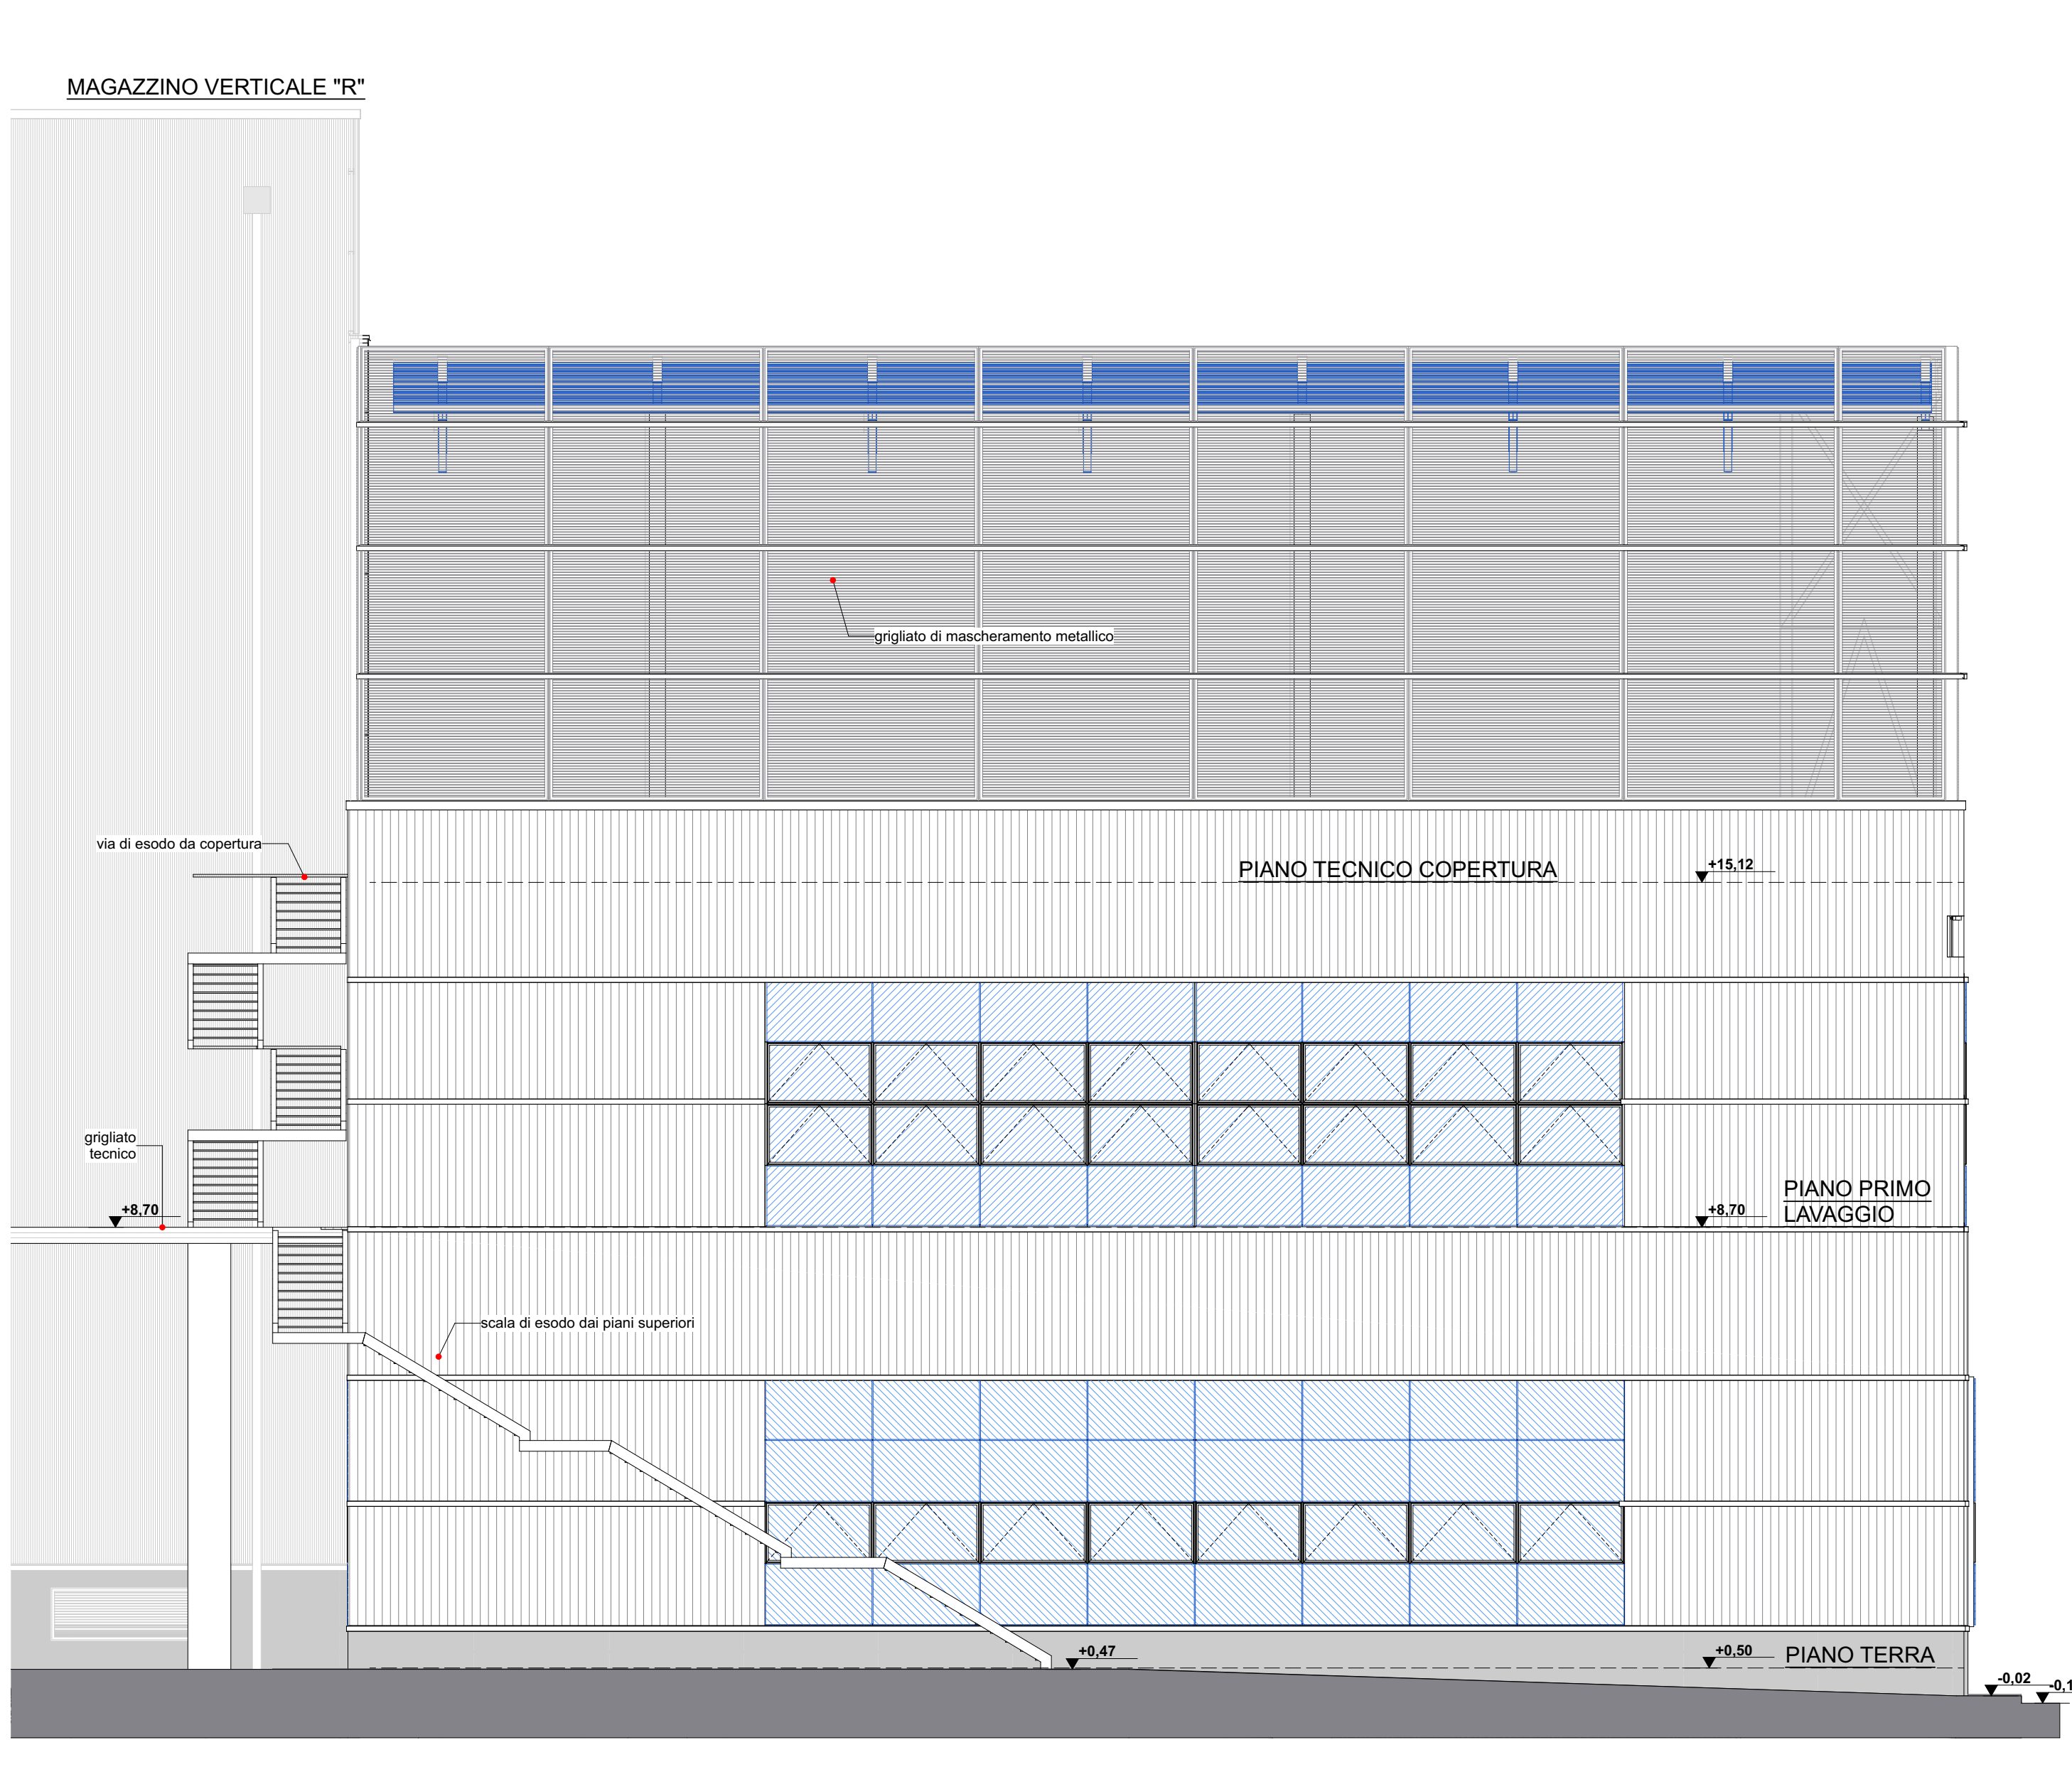 MAGAZZINO VERTICALE "R"
grigliato di mascheramento metallico
via di esodo da copertura
PIANO TECNICO COPERTURA
+15,12
grigliato
tecnico
+8,70
PIANO PRIMO
LAVAGGIO
+8,70
scala di esodo dai piani superiori
+0,47
+0,50
PIANO TERRA
-0,02
-0,1